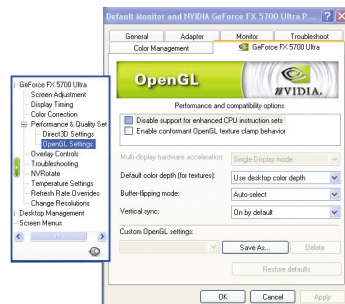 Default Monitor and NVIDIA GeForce FX 5700 Ultra P...
General Adapter Monitor Troubleshoot
Color Management GeForce FX 5700 Ultra
OpenGL
NVIDIA.
Performance and compatibility options
Disable support for enhanced CPU instruction sets
Enable conformant OpenGL texture clamp behavior
Multi-display hardware acceleration: Single-Display mode
Default color depth (for textures): Use desktop color depth
Buffer-flipping mode: Auto-select
Vertical sync: On by default
Custom OpenGL settings:
Save As... Delete
Restore defaults
OK Cancel Apply
GeForce FX 5700 Ultra
Screen Adjustment
Display Timing
Color Correction
Performance & Quality Set
Direct3D Settings
OpenGL Settings
Overlay Controls
Troubleshooting
NVRotate
Temperature Settings
Refresh Rate Overrides
Change Resolutions
Desktop Management
Screen Menus